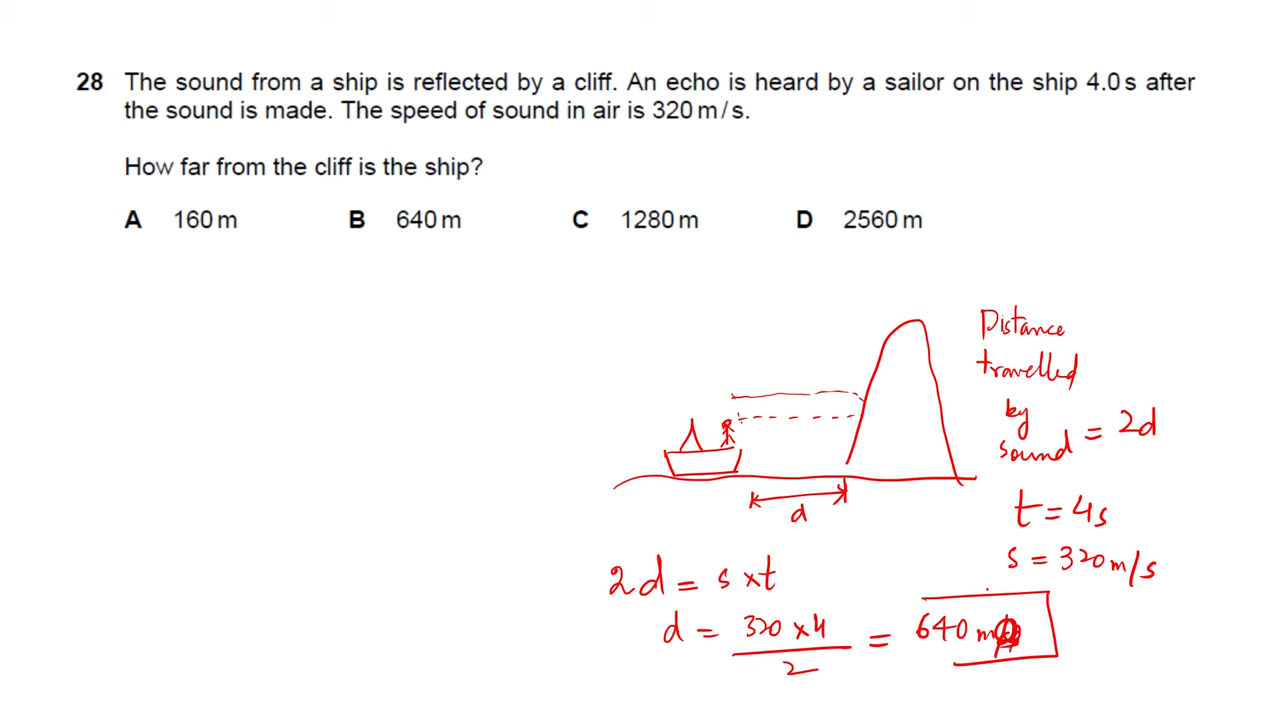 28 The sound from a ship is reflected by a cliff. An echo is heard by a sailor on the ship 4.0 s after
the sound is made. The speed of sound in air is 320 m / s.
How far from the cliff is the ship?
A 160 m B 640 m C 1280 m D 2560 m
Distance
travelled
by
sound = 2d
d
t = 4s
s = 320 m/s
2d = s × t
d = 320 × 4 / 2 = 640 m